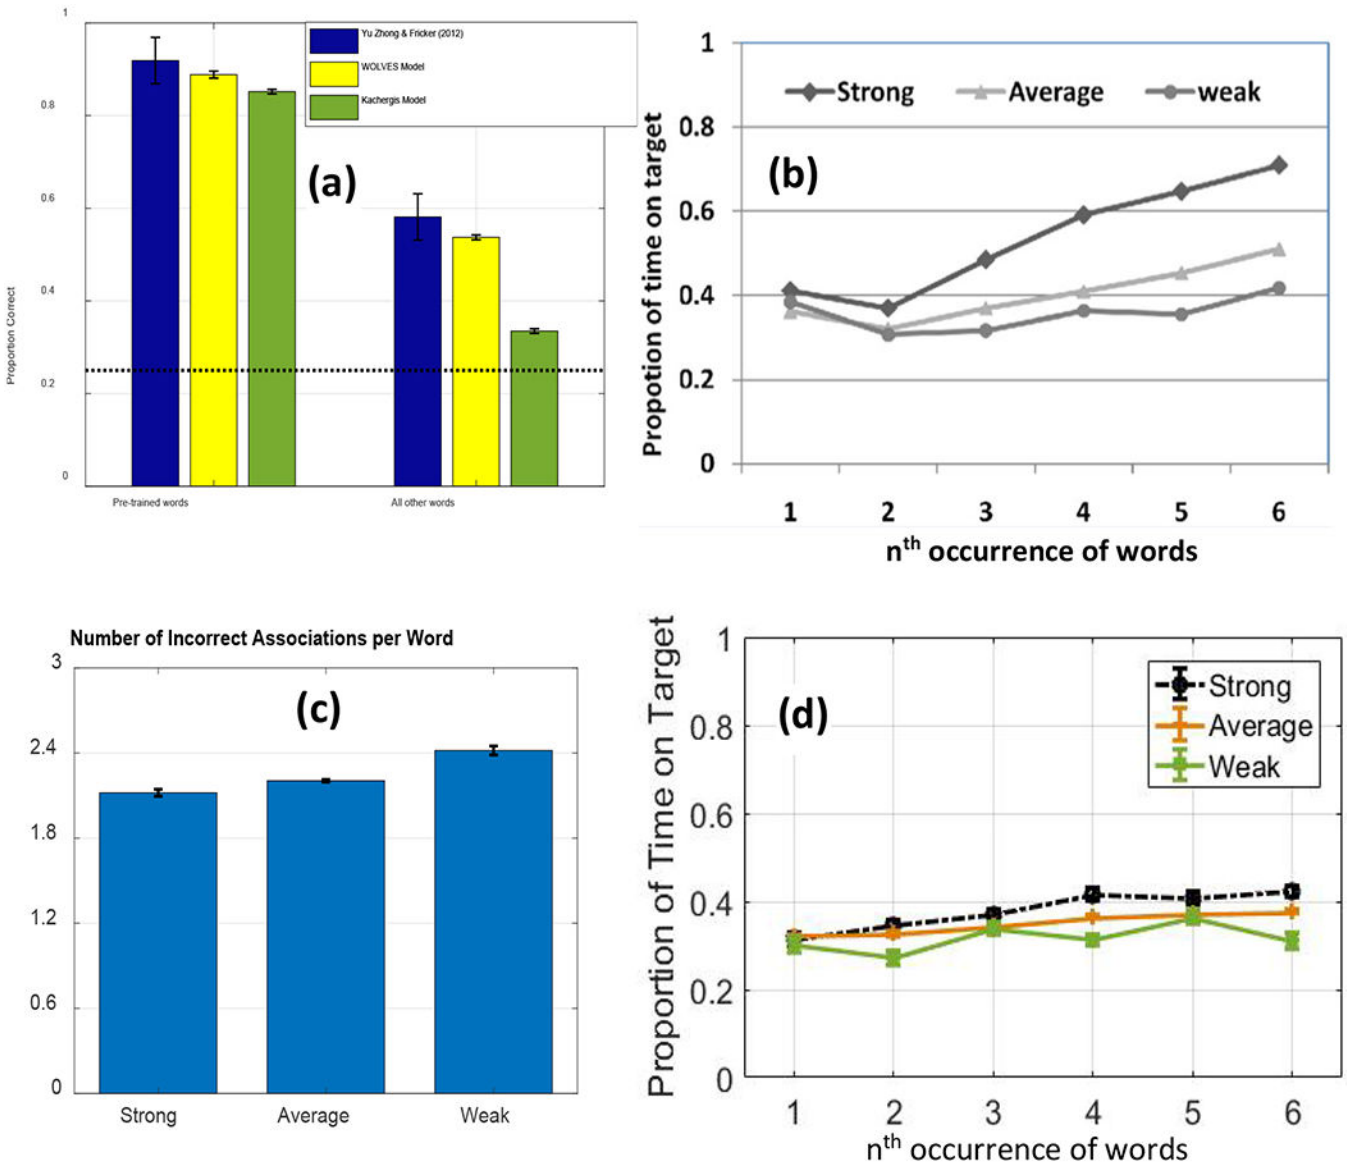 1
0.8
0.6
0.4
0.2
0
Proportion Correct
Yu Zhong & Fricker (2012)
WOLVES Model
Kachergis Model
(a)
Pre-trained words
All other words
1
0.8
0.6
0.4
0.2
0
Propotion of time on target
Strong
Average
weak
(b)
1 2 3 4 5 6
nth occurrence of words
Number of Incorrect Associations per Word
3
2.4
1.8
1.2
0.6
0
(c)
Strong
Average
Weak
1
0.8
0.6
0.4
0.2
0
Proportion of Time on Target
(d)
Strong
Average
Weak
1 2 3 4 5 6
nth occurrence of words